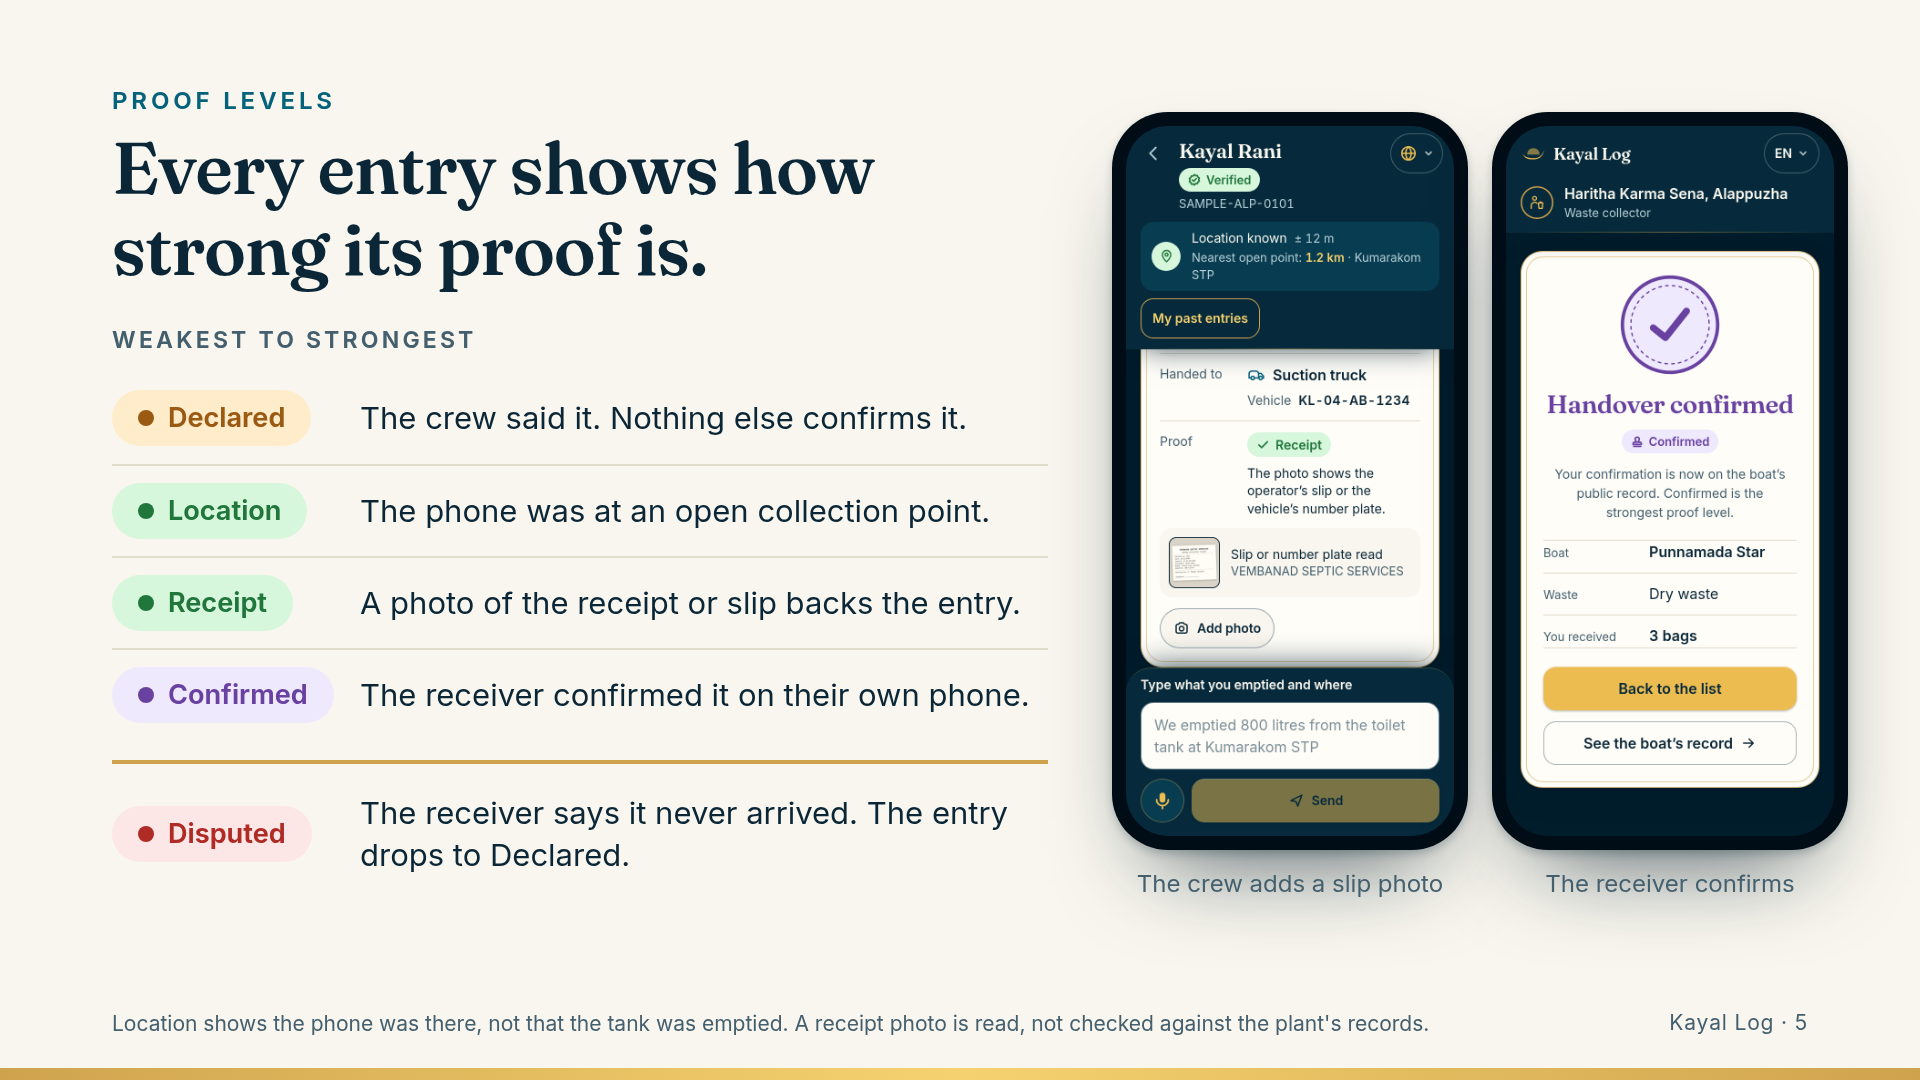 PROOF LEVELS
Every entry shows how
strong its proof is.
WEAKEST TO STRONGEST
Declared
The crew said it. Nothing else confirms it.
Location
The phone was at an open collection point.
Receipt
A photo of the receipt or slip backs the entry.
Confirmed
The receiver confirmed it on their own phone.
Disputed
The receiver says it never arrived. The entry
drops to Declared.
Kayal Rani
Verified
SAMPLE-ALP-0101
Location known ± 12 m
Nearest open point: 1.2 km · Kumarakom
STP
My past entries
Handed to
Suction truck
Vehicle KL-04-AB-1234
Proof
Receipt
The photo shows the
operator’s slip or the
vehicle’s number plate.
Slip or number plate read
VEMBANAD SEPTIC SERVICES
Add photo
Type what you emptied and where
We emptied 800 litres from the toilet
tank at Kumarakom STP
Send
The crew adds a slip photo
Kayal Log
EN
Haritha Karma Sena, Alappuzha
Waste collector
Handover confirmed
Confirmed
Your confirmation is now on the boat’s
public record. Confirmed is the
strongest proof level.
Boat Punnamada Star
Waste Dry waste
You received 3 bags
Back to the list
See the boat’s record →
The receiver confirms
Location shows the phone was there, not that the tank was emptied. A receipt photo is read, not checked against the plant's records.
Kayal Log · 5